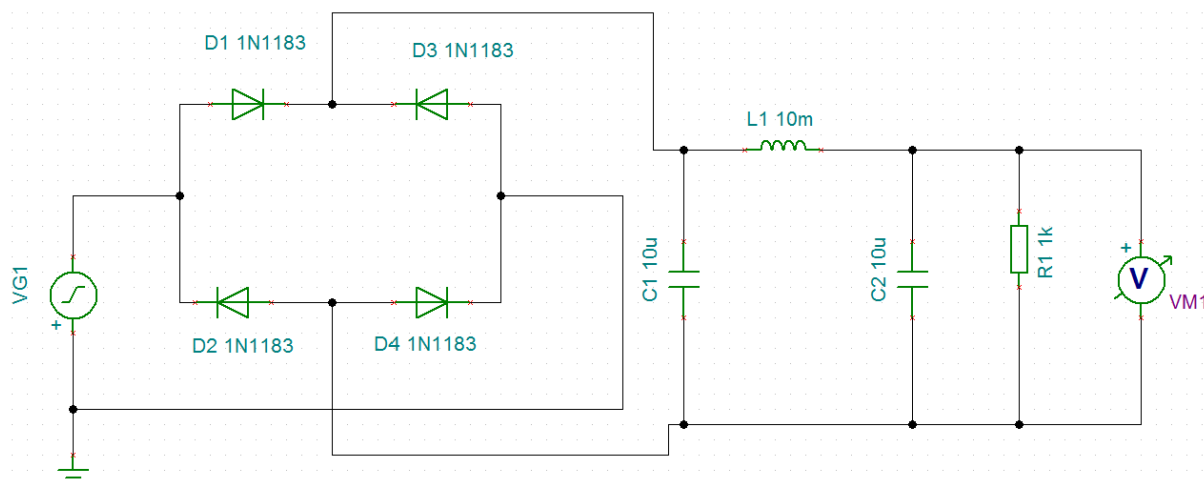 D1 1N1183
D3 1N1183
L1 10m
VG1
+
D2 1N1183
D4 1N1183
C1 10u
C2 10u
R1 1k
+
V
VM1